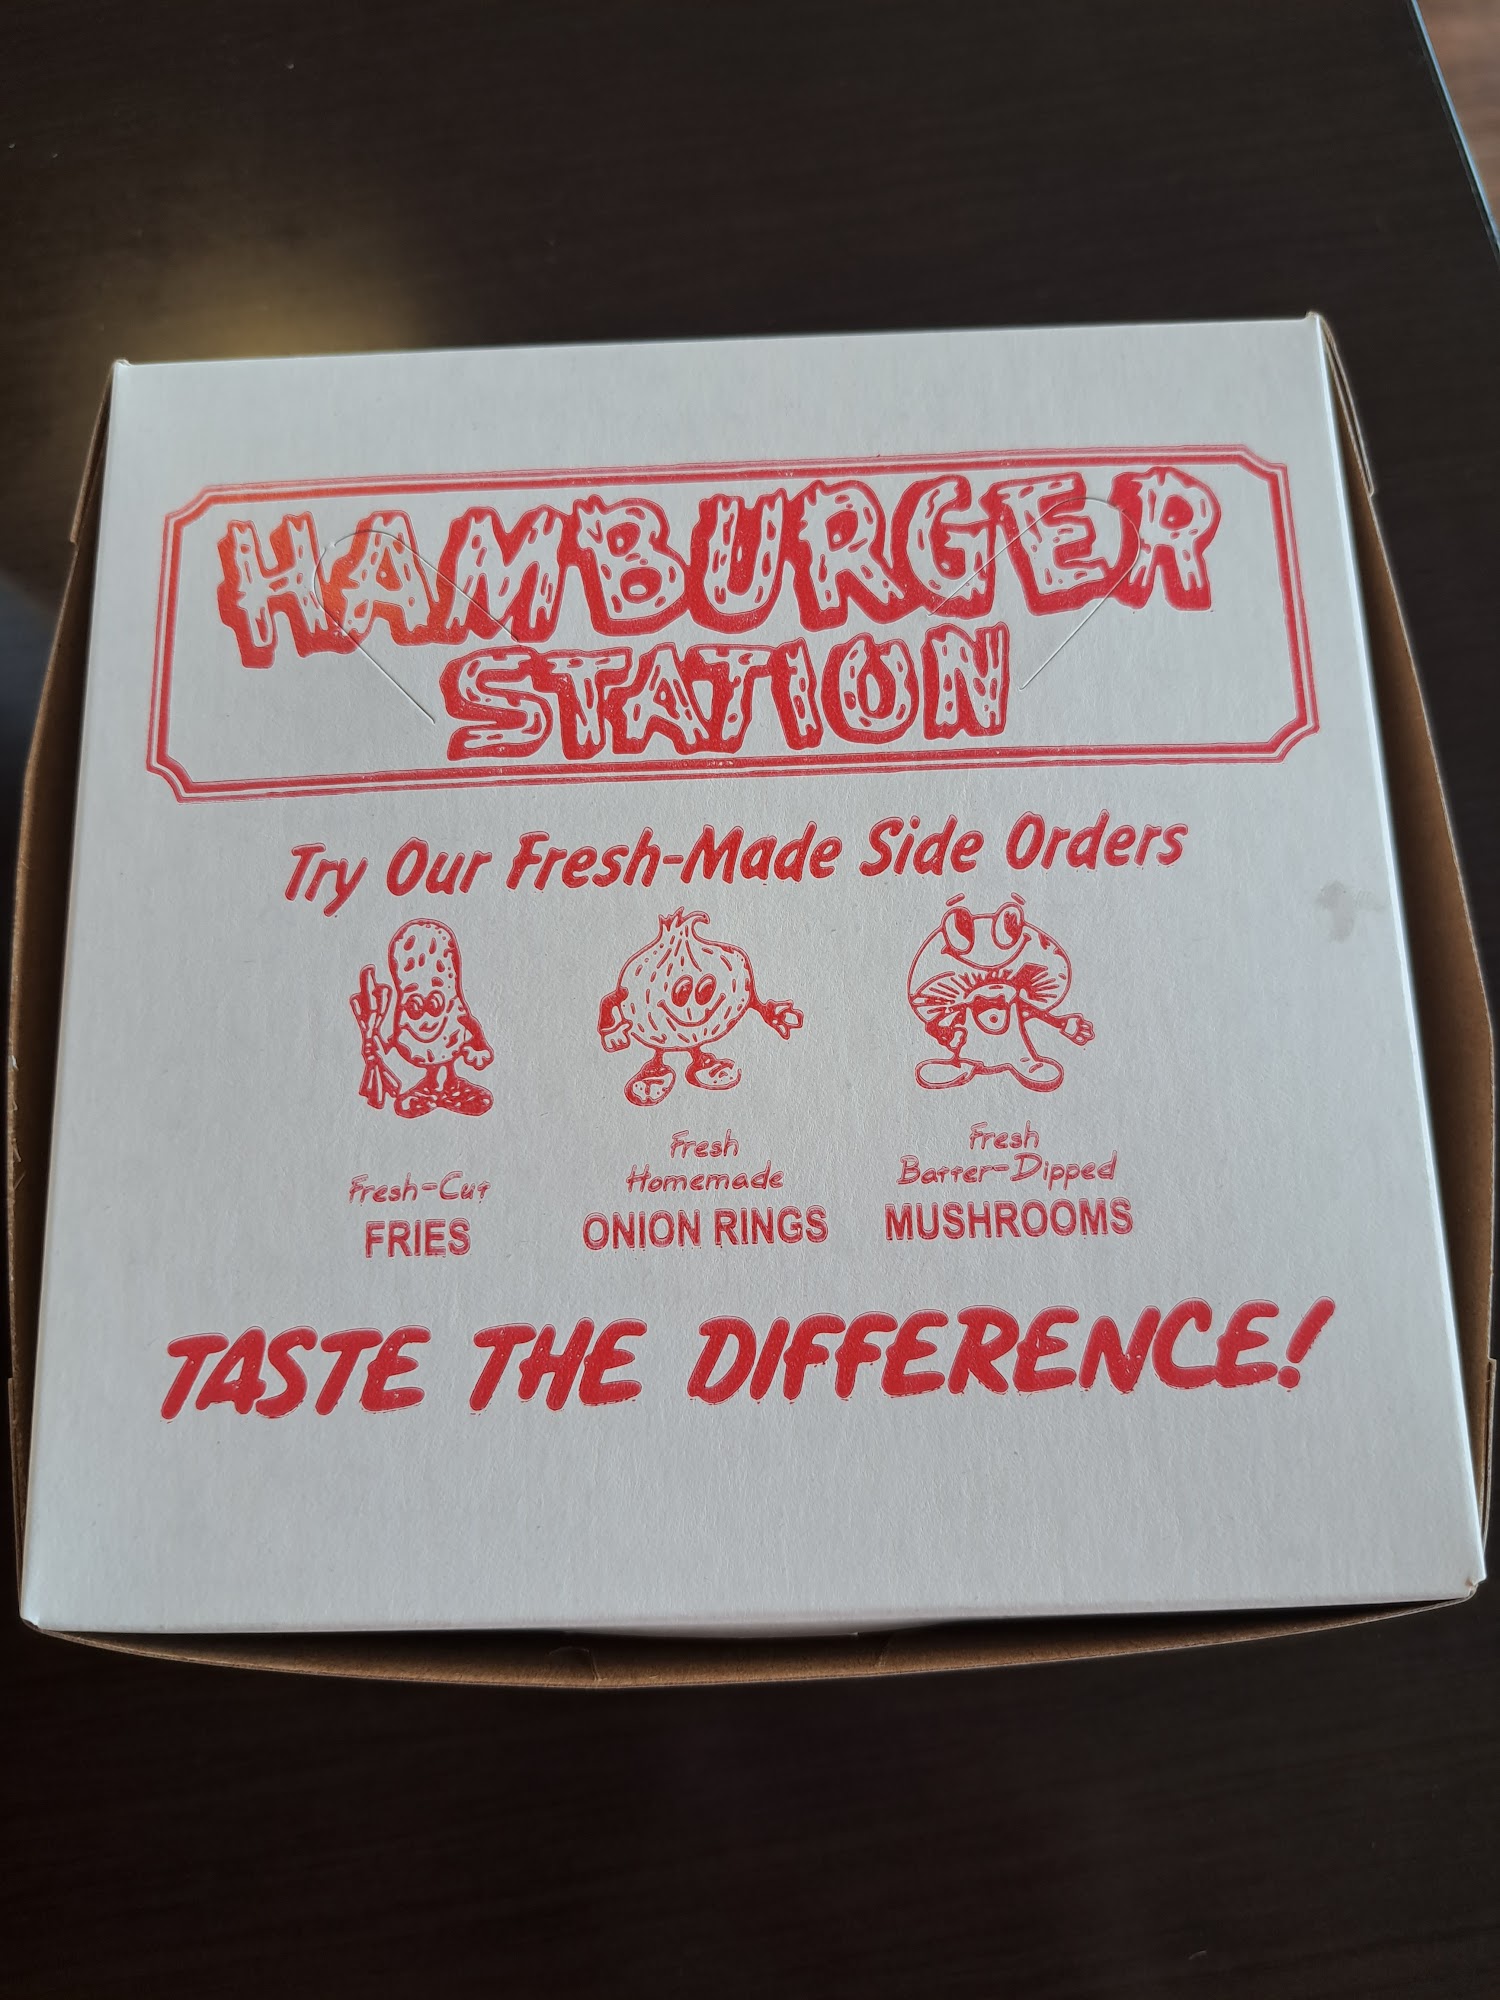 HAMBURGER
STATION
Try Our Fresh-Made Side Orders
Fresh-Cut
FRIES
Fresh
Homemade
ONION RINGS
Fresh
Batter-Dipped
MUSHROOMS
TASTE THE DIFFERENCE!